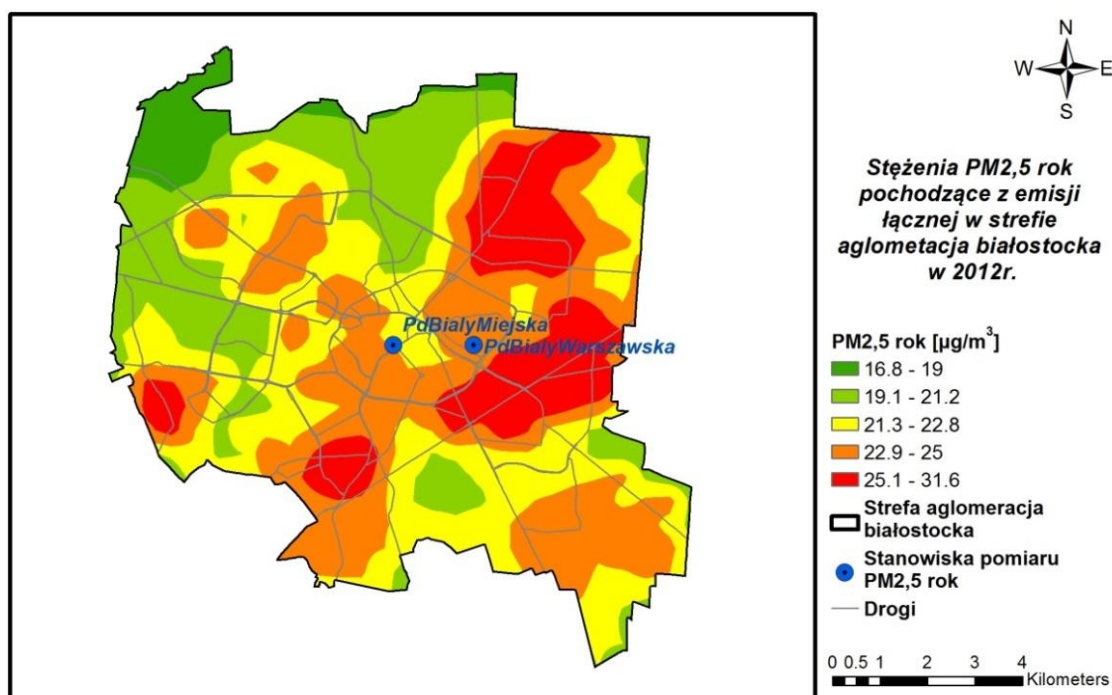 N
W E
S
Stężenia PM2,5 rok
pochodzące z emisji
łącznej w strefie
aglometacja białostocka
w 2012r.
PdBialyMiejska
PdBialyWarszawska
PM2,5 rok [µg/m³]
16.8 - 19
19.1 - 21.2
21.3 - 22.8
22.9 - 25
25.1 - 31.6
Strefa aglomeracja
białostocka
Stanowiska pomiaru
PM2,5 rok
Drogi
0 0.5 1 2 3 4
Kilometers